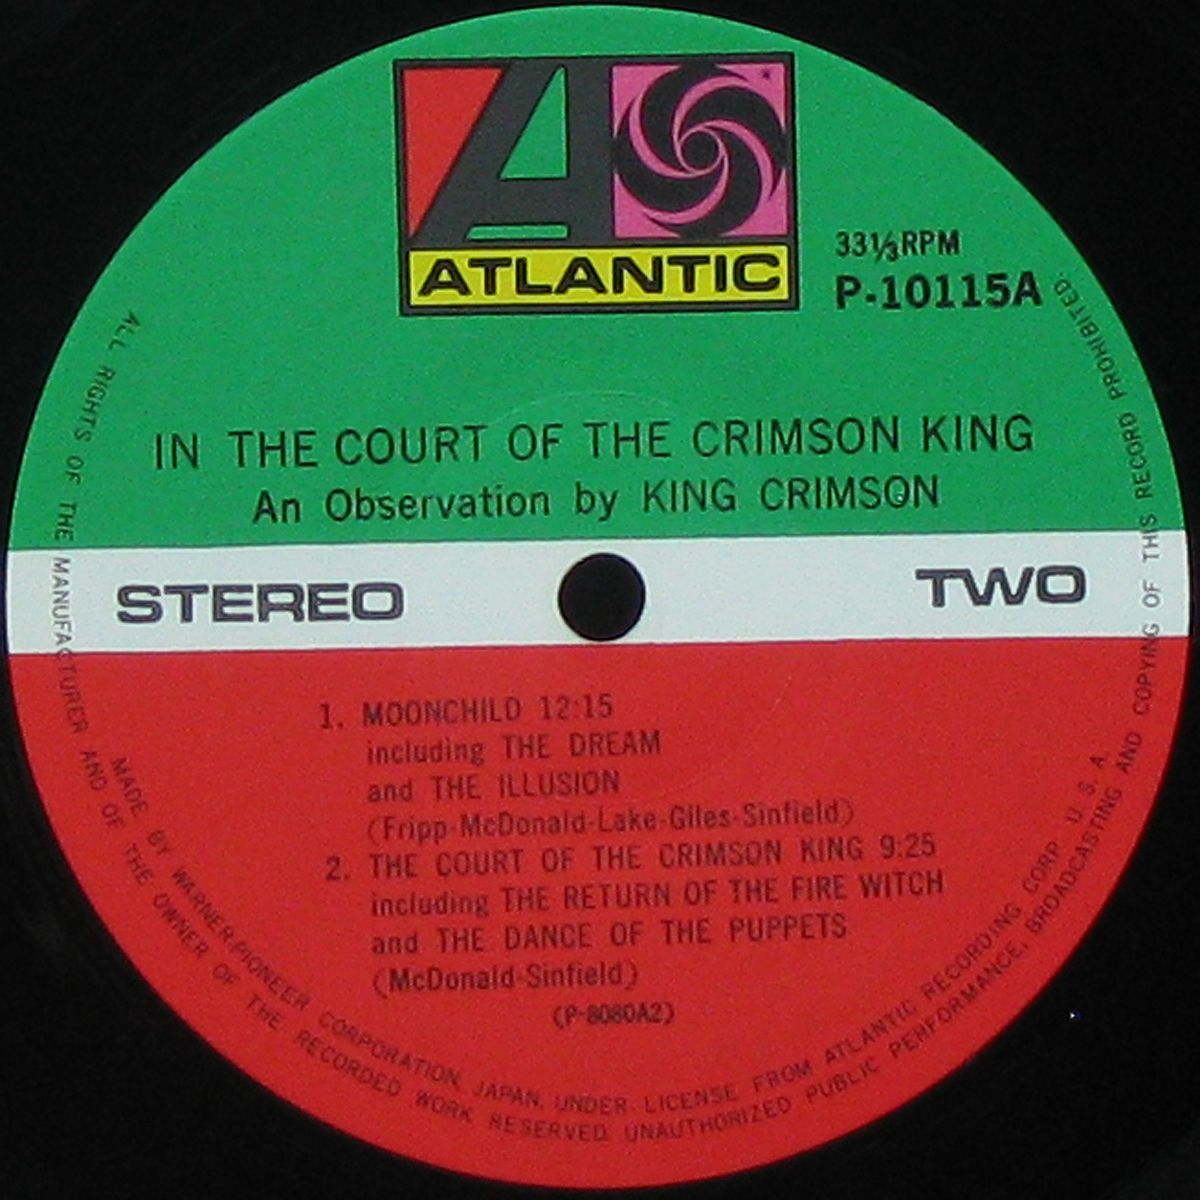 ATLANTIC
33⅓RPM
P-10115A
IN THE COURT OF THE CRIMSON KING
An Observation by KING CRIMSON
STEREO
TWO
1. MOONCHILD 12:15
including THE DREAM
and THE ILLUSION
(Fripp-McDonald-Lake-Giles-Sinfield)
2. THE COURT OF THE CRIMSON KING 9:25
including THE RETURN OF THE FIRE WITCH
and THE DANCE OF THE PUPPETS
(McDonald-Sinfield)
(P-8080A2)
MADE BY WARNER-PIONEER CORPORATION, JAPAN, UNDER LICENSE FROM ATLANTIC RECORDING CORP. U. S. A.
ALL RIGHTS OF THE MANUFACTURER AND OF THE OWNER OF THE RECORDED WORK RESERVED. UNAUTHORIZED PUBLIC PERFORMANCE, BROADCASTING AND COPYING OF THIS RECORD PROHIBITED.